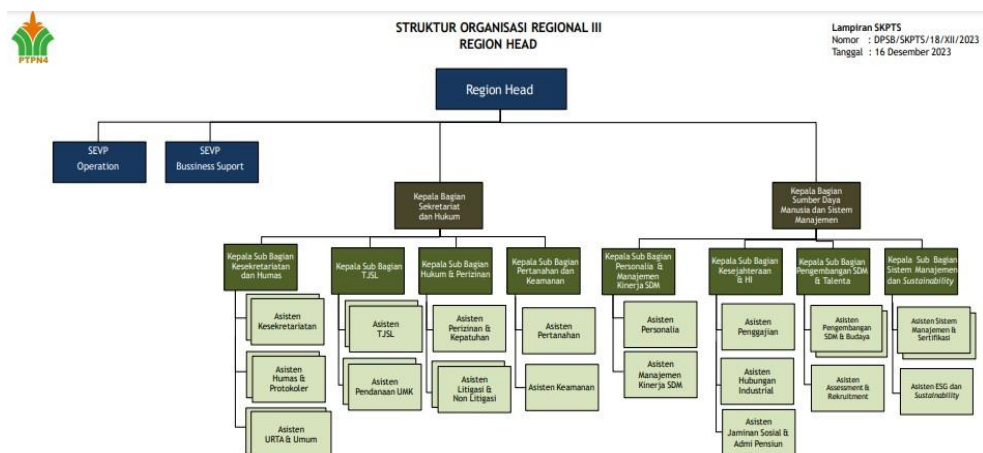 PTPN4
STRUKTUR ORGANISASI REGIONAL III
REGION HEAD
Lampiran SKPTS
Nomor : DPSB/SKPTS/18/XII/2023
Tanggal : 16 Desember 2023
Region Head
SEVP
Operation
SEVP
Bussiness Suport
Kepala Bagian
Sekretariat
dan Hukum
Kepala Bagian
Sumber Daya
Manusia dan Sistem
Manajemen
Kepala Sub Bagian
Kesekretariatan
dan Humas
Kepala Sub Bagian
TJSL
Kepala Sub Bagian
Hukum & Perizinan
Kepala Sub Bagian
Pertanahan dan
Keamanan
Kepala Sub Bagian
Personalia &
Manajemen
Kinerja SDM
Kepala Sub Bagian
Kesejahteraan
& HI
Kepala Sub Bagian
Pengembangan SDM
& Talenta
Kepala Sub Bagian
Sistem Manajemen
dan Sustainability
Asisten
Kesekretariatan
Asisten
TJSL
Asisten
Perizinan &
Kepatuhan
Asisten
Pertanahan
Asisten
Personalia
Asisten
Penggajian
Asisten
Pengembangan
SDM & Budaya
Asisten Sistem
Manajemen &
Sertifikasi
Asisten
Humas &
Protokoler
Asisten
Pendanaan UMK
Asisten
Litigasi &
Non Litigasi
Asisten Keamanan
Asisten
Manajemen
Kinerja SDM
Asisten
Hubungan
Industrial
Asisten
Assessment &
Rekruitment
Asisten ESG dan
Sustainability
Asisten
URTA & Umum
Asisten
Jaminan Sosial &
Admi Pensiun